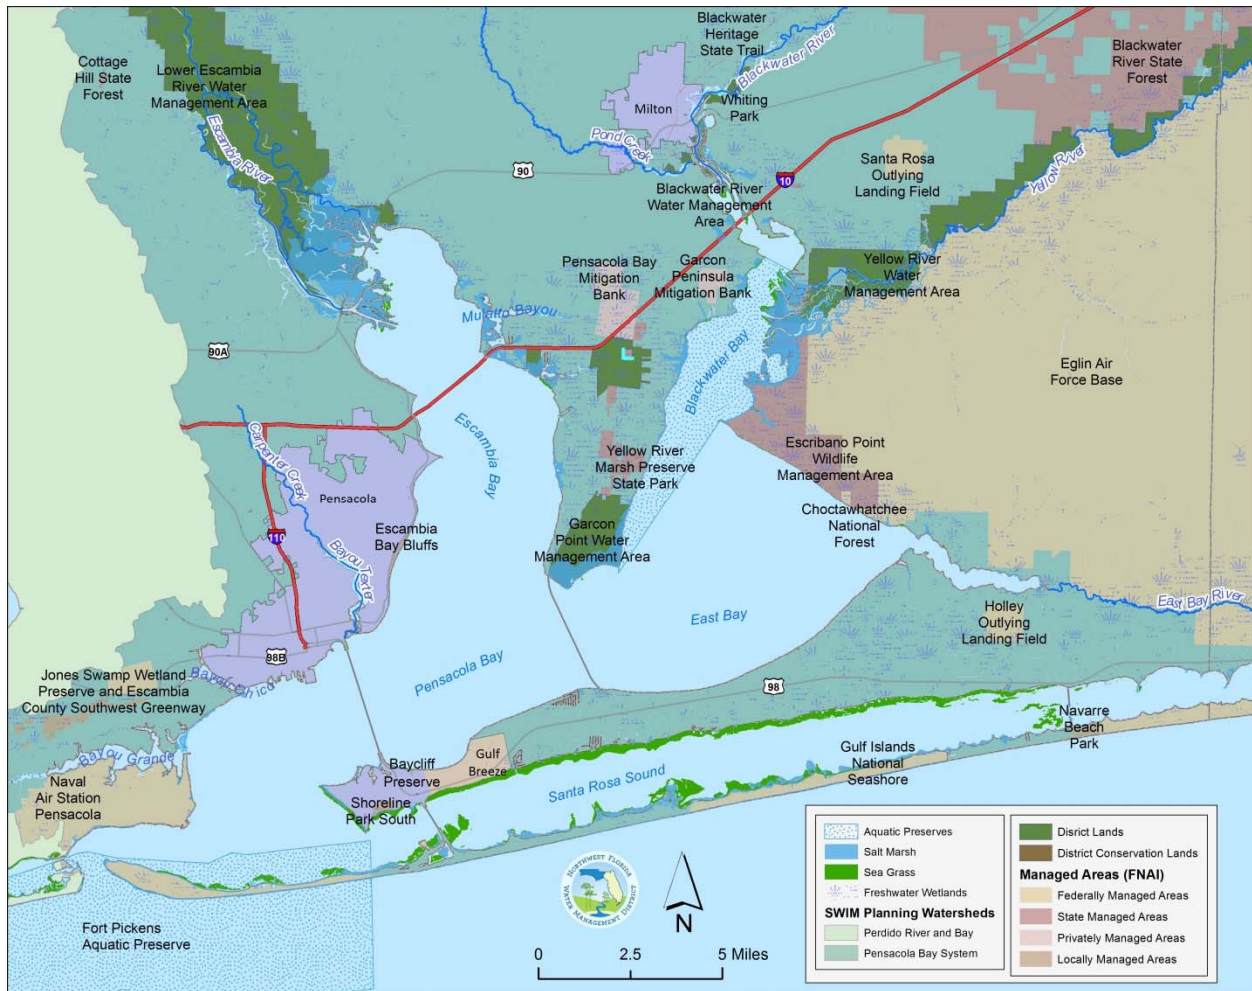 Blackwater
Heritage
State Trail
Blackwater River
Blackwater
River State
Forest
Cottage
Hill State
Forest
Lower Escambia
River Water
Management Area
Escambia River
Milton
Whiting
Park
Pond Creek
90
10
Santa Rosa
Outlying
Landing Field
Yellow River
Blackwater River
Water Management
Area
Pensacola Bay
Mitigation
Bank
Garcon
Peninsula
Mitigation Bank
Yellow River
Water
Management Area
Mulatto Bayou
90A
Blackwater Bay
Eglin Air
Force Base
Carpenter Creek
Escambia Bay
Yellow River
Marsh Preserve
State Park
Escribano Point
Wildlife
Management Area
Pensacola
Choctawhatchee
National
Forest
110
Bayou Texter
Escambia
Bay Bluffs
Garcon
Point Water
Management Area
East Bay River
East Bay
Holley
Outlying
Landing Field
98B
Bayou Chico
Pensacola Bay
Jones Swamp Wetland
Preserve and Escambia
County Southwest Greenway
98
Navarre
Beach
Park
Bayou Grande
Gulf
Breeze
Baycliff
Preserve
Gulf Islands
National
Seashore
Naval
Air Station
Pensacola
Shoreline
Park South
Santa Rosa Sound
Fort Pickens
Aquatic Preserve
NORTHWEST FLORIDA
WATER MANAGEMENT DISTRICT
N
0 2.5 5 Miles
Aquatic Preserves
Salt Marsh
Sea Grass
Freshwater Wetlands
SWIM Planning Watersheds
Perdido River and Bay
Pensacola Bay System
Disrict Lands
District Conservation Lands
Managed Areas (FNAI)
Federally Managed Areas
State Managed Areas
Privately Managed Areas
Locally Managed Areas